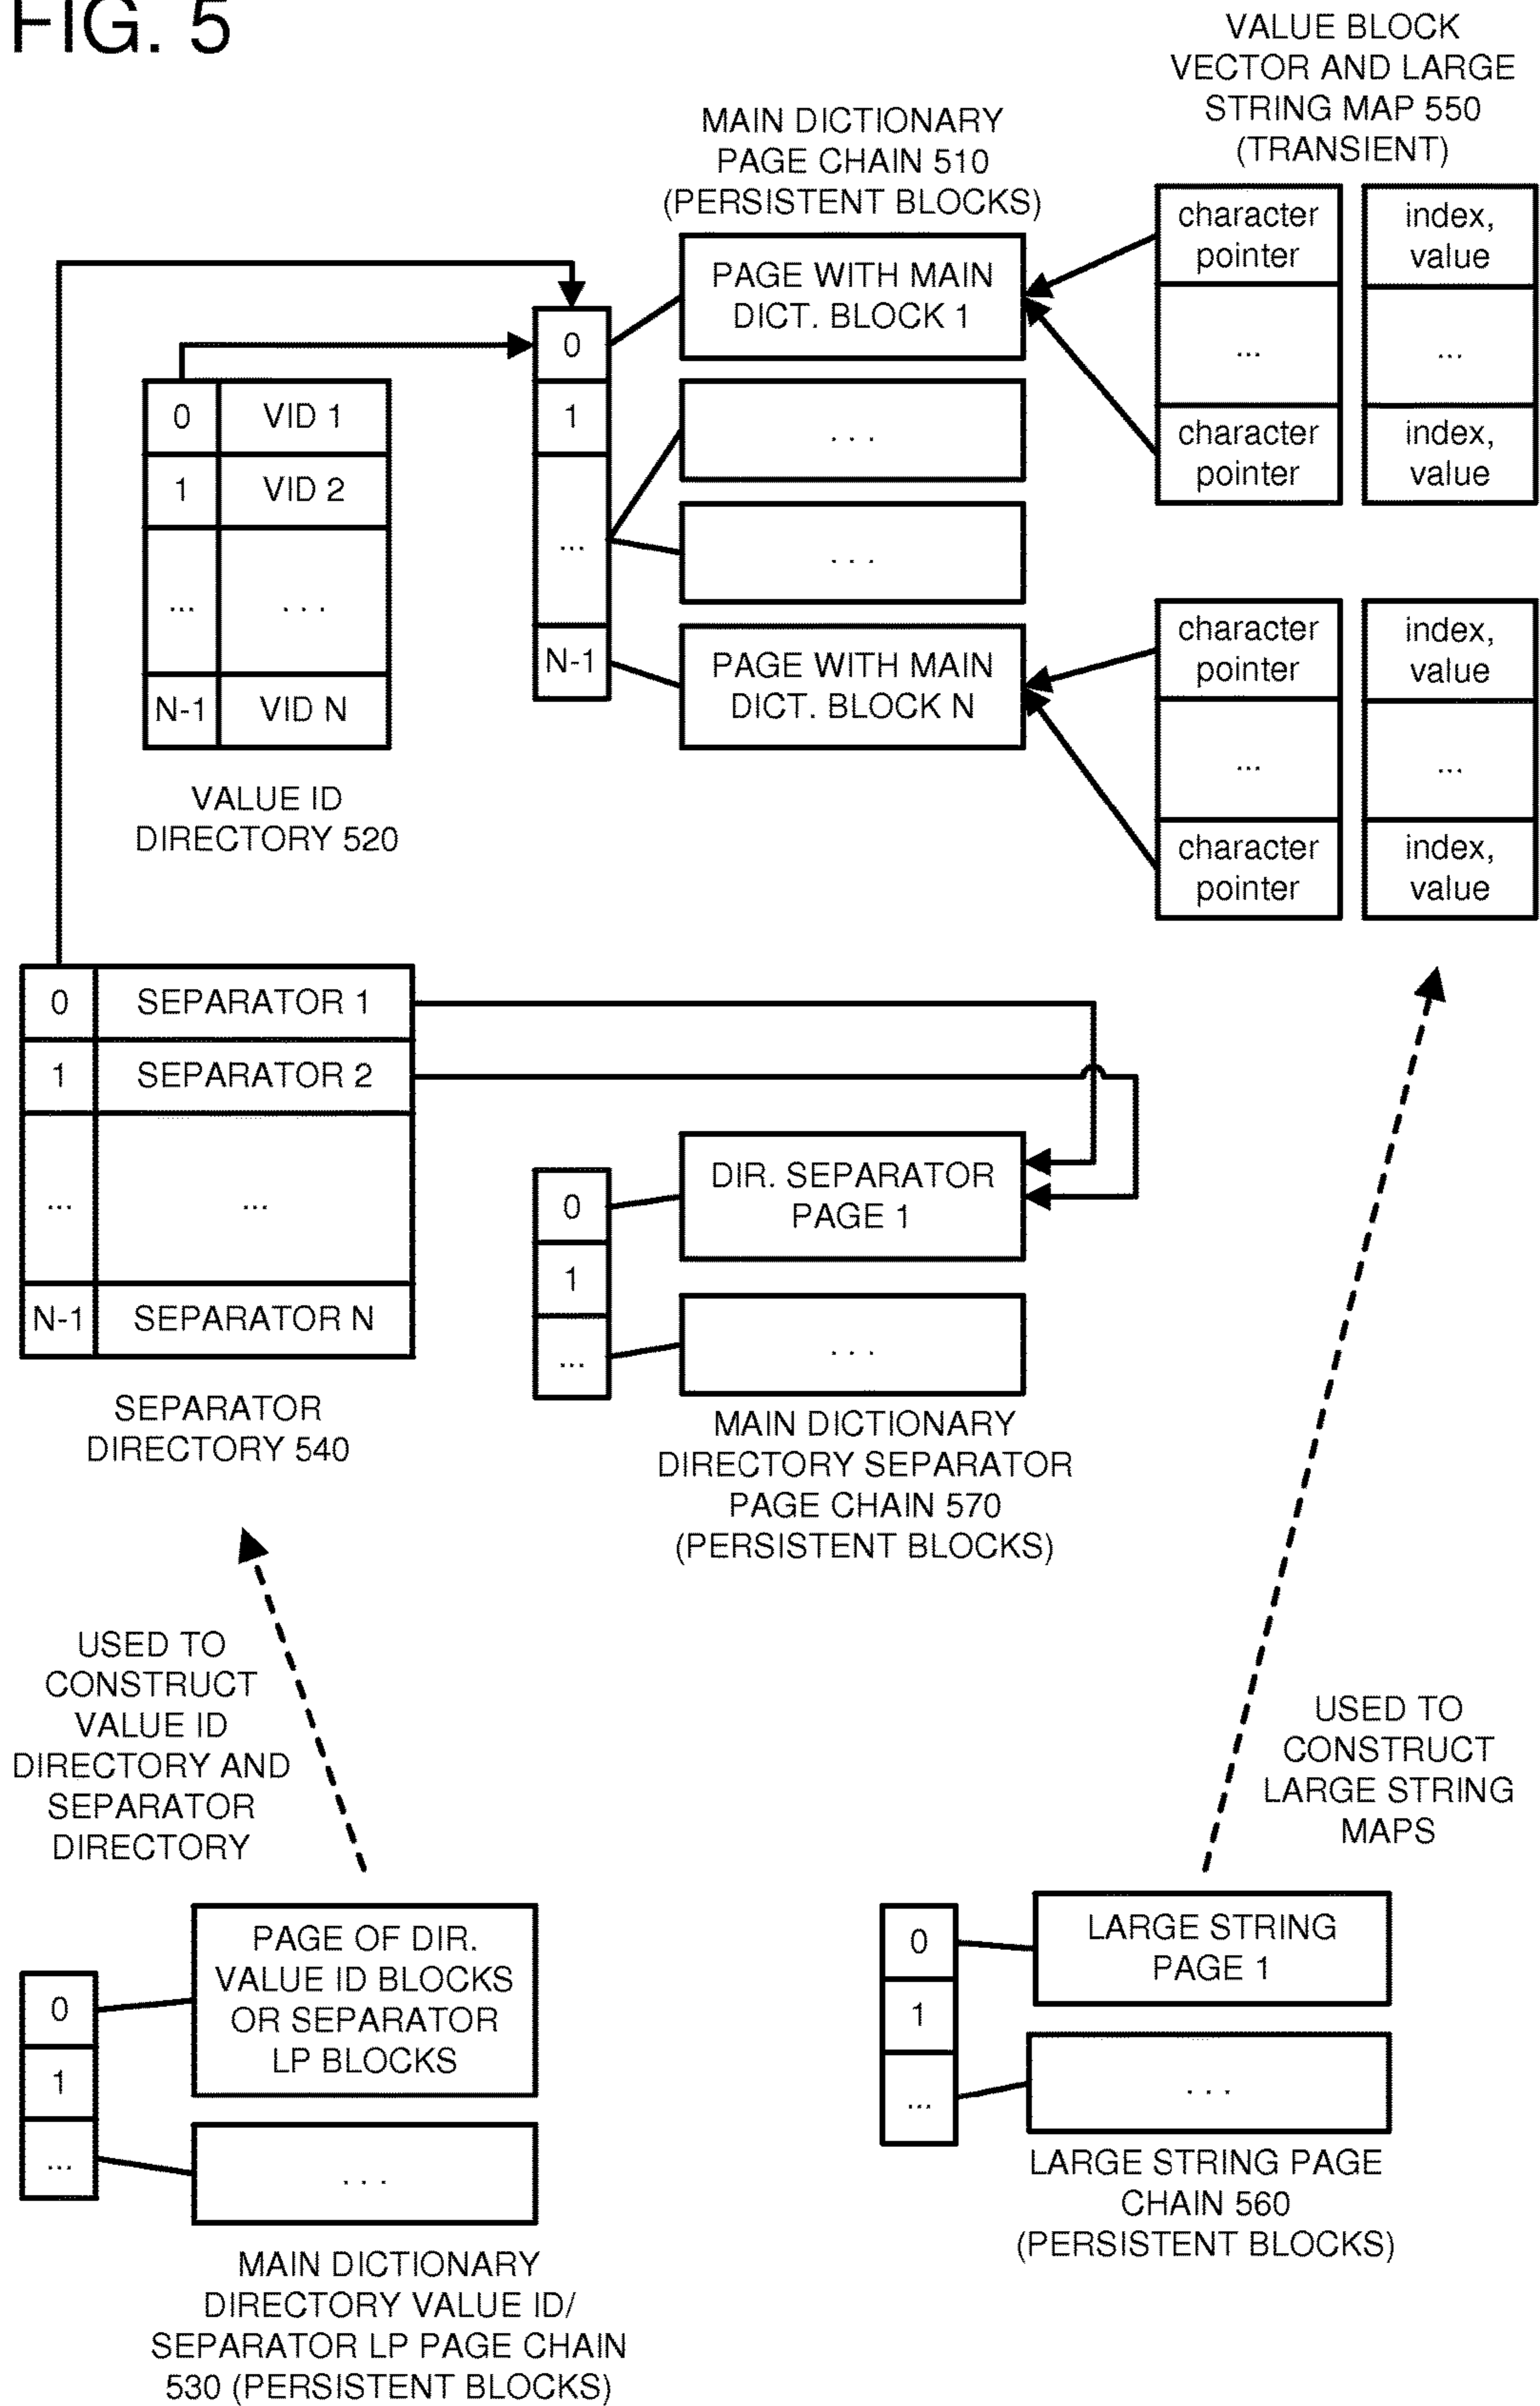 FIG. 5
VALUE BLOCK
VECTOR AND LARGE
STRING MAP 550
(TRANSIENT)
MAIN DICTIONARY
PAGE CHAIN 510
(PERSISTENT BLOCKS)
character
pointer
index,
value
...
...
character
pointer
index,
value
0
1
...
N-1
PAGE WITH MAIN
DICT. BLOCK 1
. . .
. . .
PAGE WITH MAIN
DICT. BLOCK N
0 VID 1
1 VID 2
... . . .
N-1 VID N
VALUE ID
DIRECTORY 520
character
pointer
index,
value
...
...
character
pointer
index,
value
0 SEPARATOR 1
1 SEPARATOR 2
... ...
N-1 SEPARATOR N
SEPARATOR
DIRECTORY 540
0
1
...
DIR. SEPARATOR
PAGE 1
. . .
MAIN DICTIONARY
DIRECTORY SEPARATOR
PAGE CHAIN 570
(PERSISTENT BLOCKS)
USED TO
CONSTRUCT
VALUE ID
DIRECTORY AND
SEPARATOR
DIRECTORY
USED TO
CONSTRUCT
LARGE STRING
MAPS
0
1
...
PAGE OF DIR.
VALUE ID BLOCKS
OR SEPARATOR
LP BLOCKS
. . .
MAIN DICTIONARY
DIRECTORY VALUE ID/
SEPARATOR LP PAGE CHAIN
530 (PERSISTENT BLOCKS)
0
1
...
LARGE STRING
PAGE 1
. . .
LARGE STRING PAGE
CHAIN 560
(PERSISTENT BLOCKS)